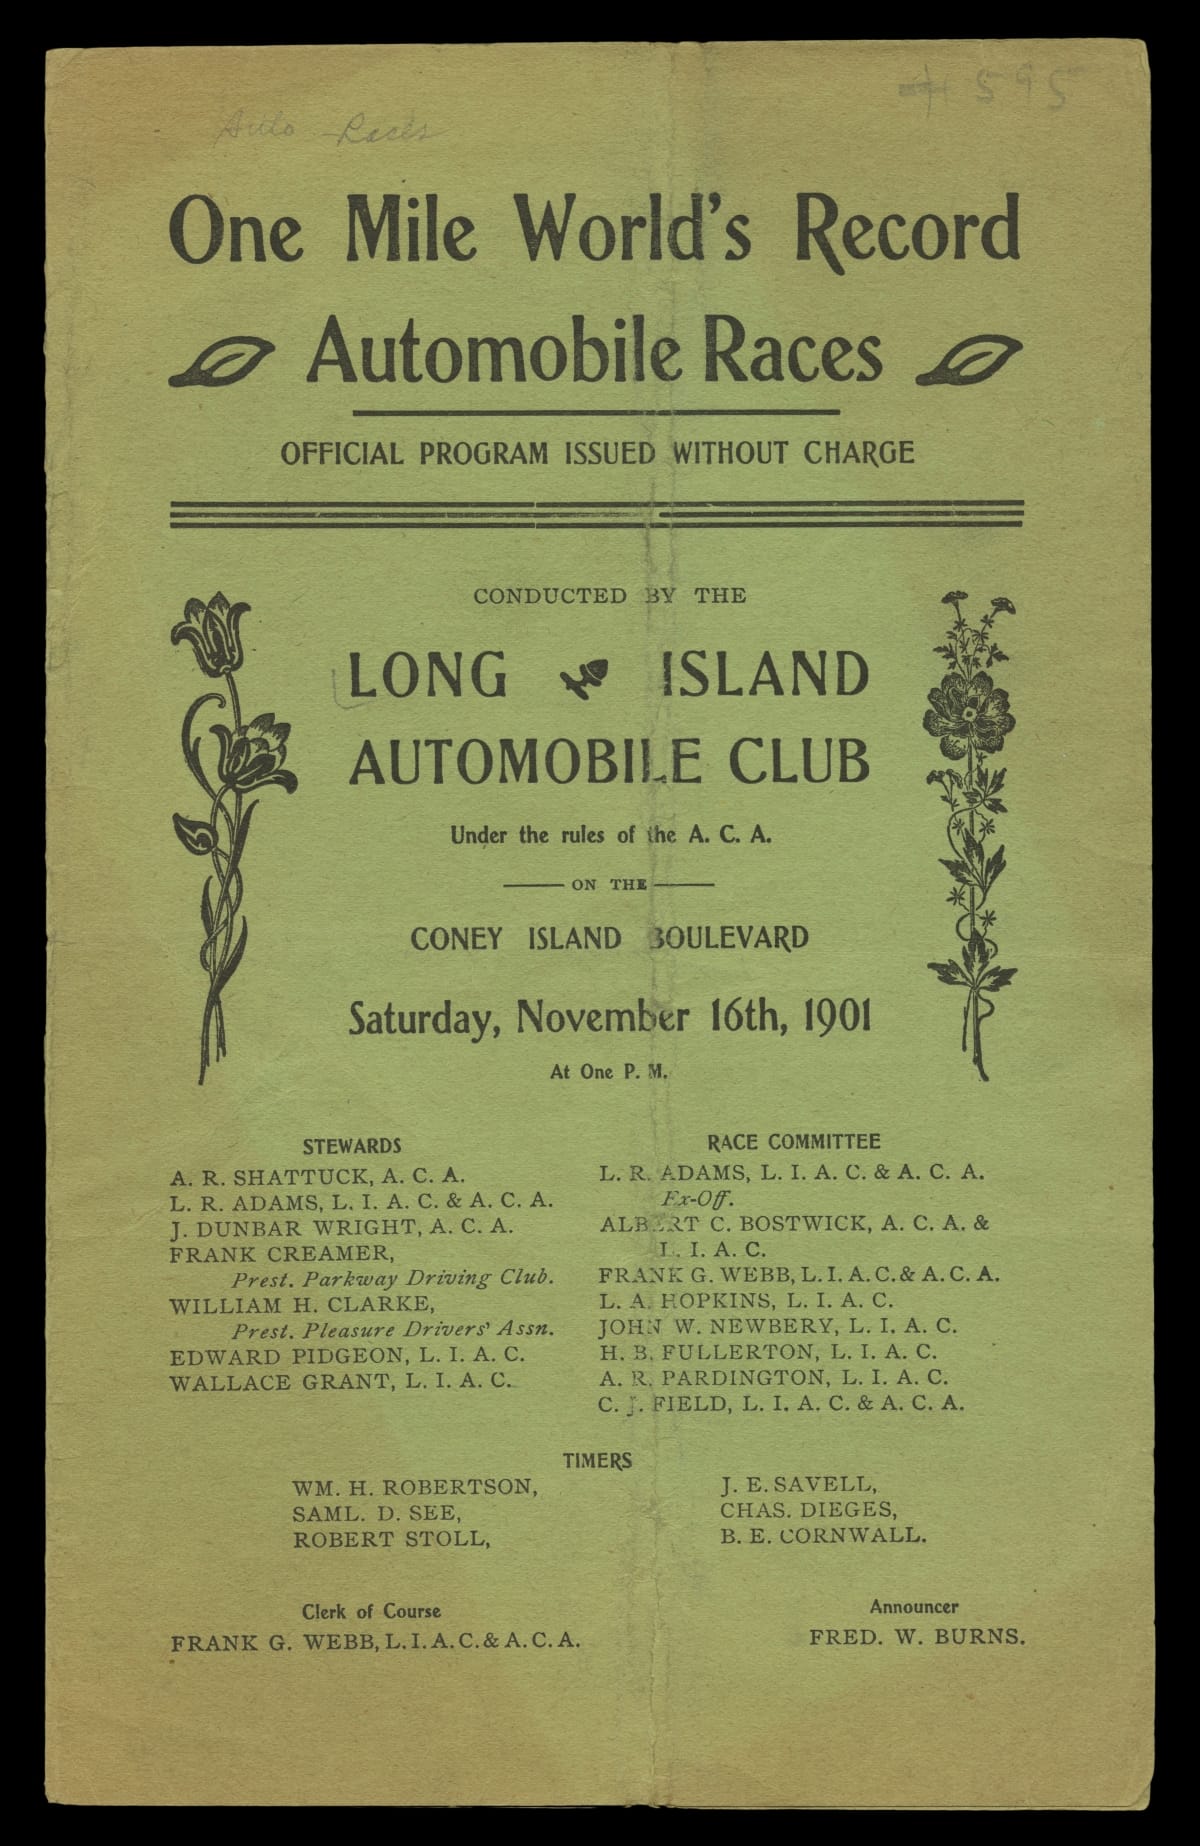 # 595
Auto Races
One Mile World's Record
Automobile Races
OFFICIAL PROGRAM ISSUED WITHOUT CHARGE
CONDUCTED BY THE
LONG ISLAND
AUTOMOBILE CLUB
Under the rules of the A. C. A.
ON THE
CONEY ISLAND BOULEVARD
Saturday, November 16th, 1901
At One P. M.
STEWARDS
A. R. SHATTUCK, A. C. A.
L. R. ADAMS, L. I. A. C. & A. C. A.
J. DUNBAR WRIGHT, A. C. A.
FRANK CREAMER,
Prest. Parkway Driving Club.
WILLIAM H. CLARKE,
Prest. Pleasure Drivers' Assn.
EDWARD PIDGEON, L. I. A. C.
WALLACE GRANT, L. I. A. C.
RACE COMMITTEE
L. R. ADAMS, L. I. A. C. & A. C. A.
Ex-Off.
ALBERT C. BOSTWICK, A. C. A. &
L. I. A. C.
FRANK G. WEBB, L. I. A. C. & A. C. A.
L. A. HOPKINS, L. I. A. C.
JOHN W. NEWBERY, L. I. A. C.
H. B. FULLERTON, L. I. A. C.
A. R. PARDINGTON, L. I. A. C.
C. J. FIELD, L. I. A. C. & A. C. A.
TIMERS
WM. H. ROBERTSON,
SAML. D. SEE,
ROBERT STOLL,
J. E. SAVELL,
CHAS. DIEGES,
B. E. CORNWALL.
Clerk of Course
FRANK G. WEBB, L. I. A. C. & A. C. A.
Announcer
FRED. W. BURNS.